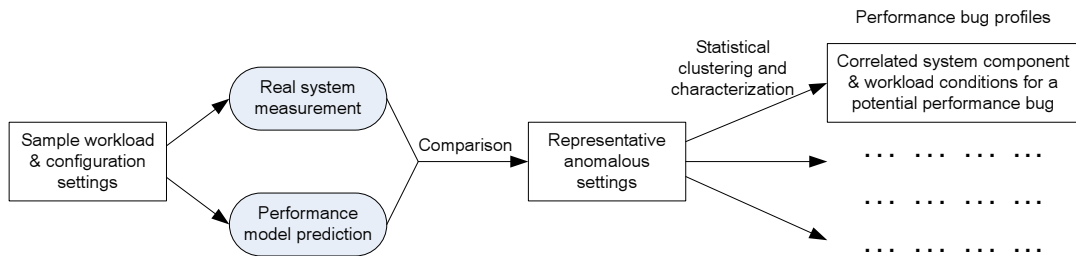 Performance bug profiles
Sample workload
& configuration
settings
Real system
measurement
Performance
model prediction
Comparison
Representative
anomalous
settings
Statistical
clustering and
characterization
Correlated system component
& workload conditions for a
potential performance bug
... ... ... ...
... ... ... ...
... ... ... ...